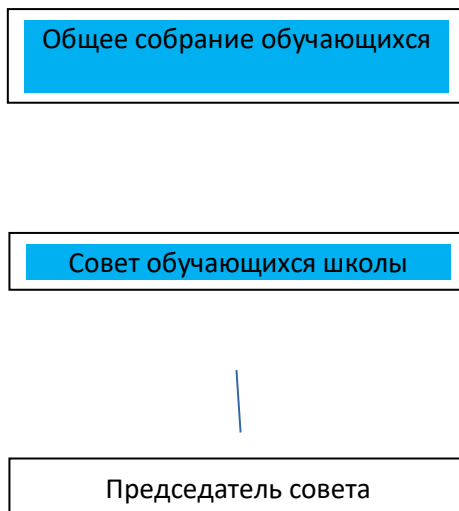 Общее собрание обучающихся
Совет обучающихся школы
Председатель совета